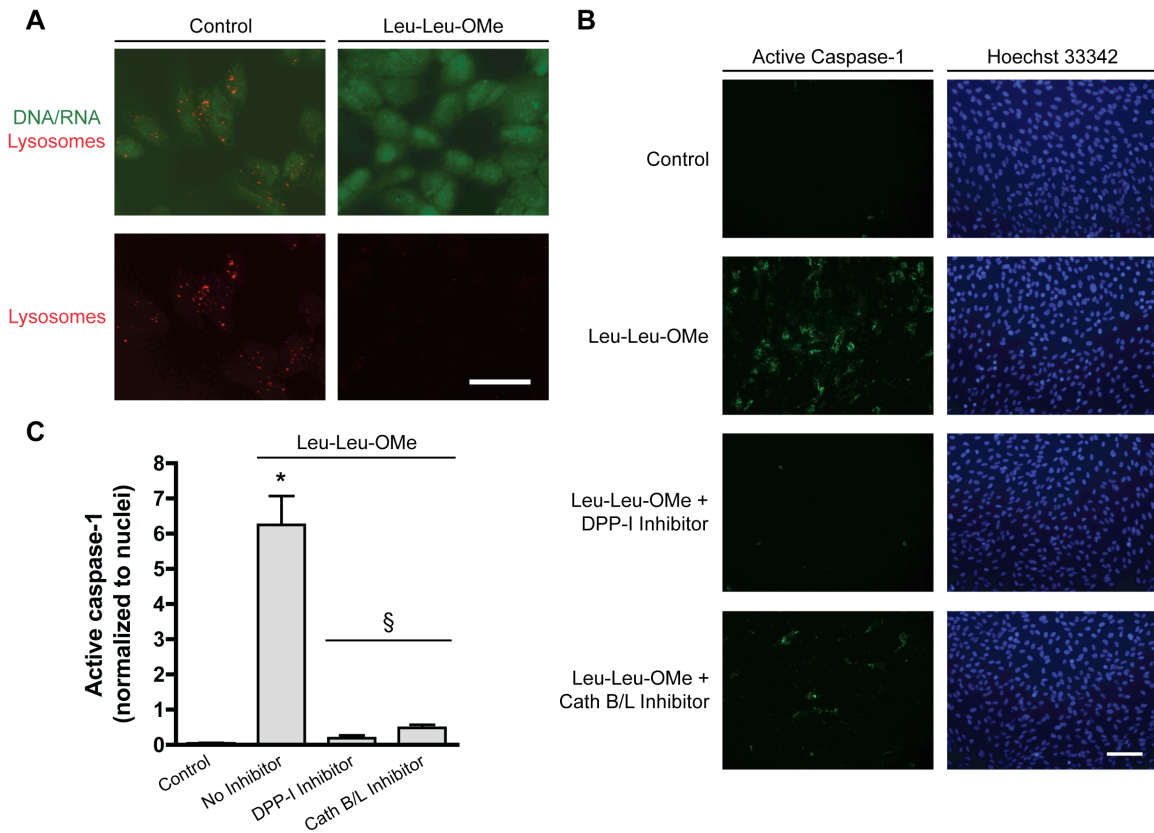 A
Control
Leu-Leu-OMe
DNA/RNA
Lysosomes
Lysosomes
B
Active Caspase-1
Hoechst 33342
Control
Leu-Leu-OMe
Leu-Leu-OMe +
DPP-I Inhibitor
Leu-Leu-OMe +
Cath B/L Inhibitor
C
Leu-Leu-OMe
Active caspase-1
(normalized to nuclei)
8
7
6
5
4
3
2
1
0
*
§
Control
No Inhibitor
DPP-I Inhibitor
Cath B/L Inhibitor